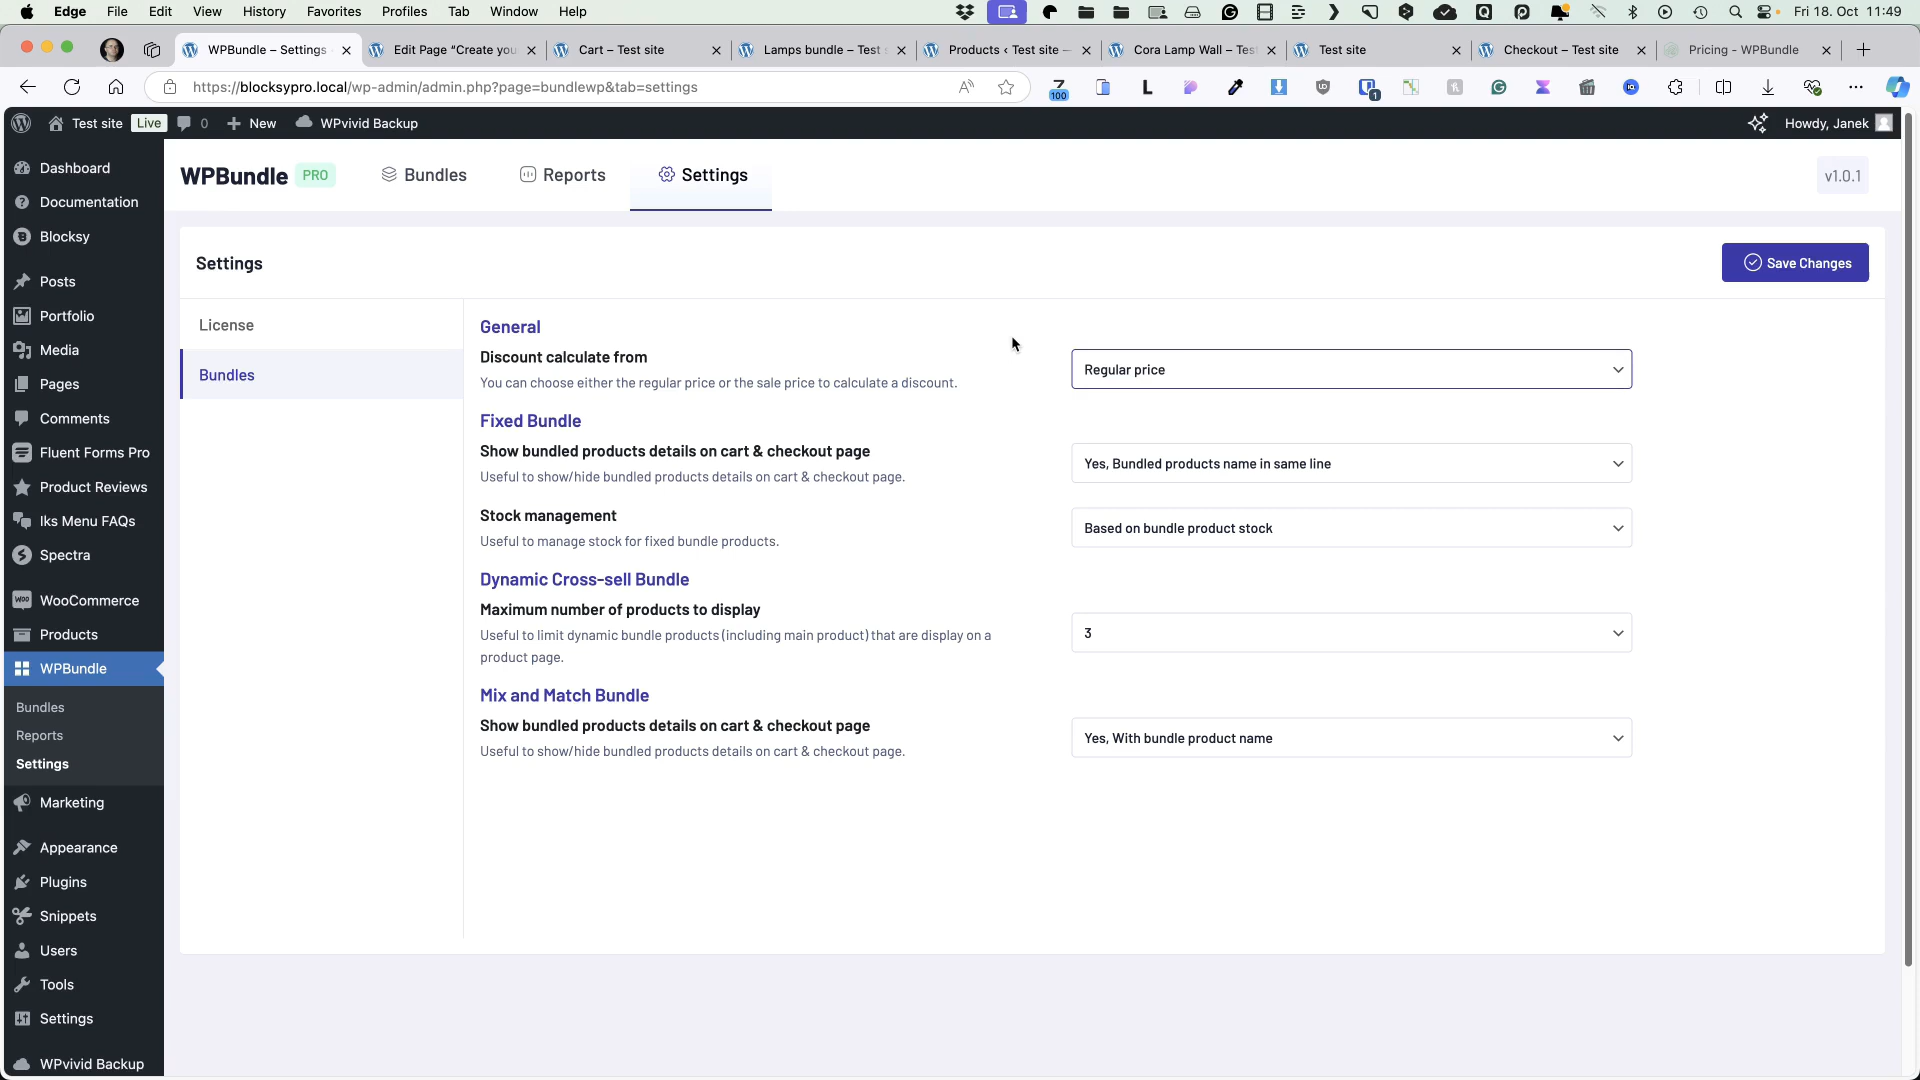 Edge File Edit View History Favorites Profiles Tab Window Help Fri 18. Oct 11:49
WPBundle – Settings Edit Page “Create you Cart – Test site Lamps bundle – Test s Products ‹ Test site — Cora Lamp Wall – Tes Test site Checkout – Test site Pricing - WPBundle
https://blocksypro.local/wp-admin/admin.php?page=bundlewp&tab=settings
Test site Live 0 New WPvivid Backup Howdy, Janek
Dashboard
Documentation
Blocksy
Posts
Portfolio
Media
Pages
Comments
Fluent Forms Pro
Product Reviews
Iks Menu FAQs
Spectra
WooCommerce
Products
WPBundle
Bundles
Reports
Settings
Marketing
Appearance
Plugins
Snippets
Users
Tools
Settings
WPvivid Backup
WPBundle PRO Bundles Reports Settings v1.0.1
Settings Save Changes
License
Bundles
General
Discount calculate from
You can choose either the regular price or the sale price to calculate a discount.
Regular price
Fixed Bundle
Show bundled products details on cart & checkout page
Useful to show/hide bundled products details on cart & checkout page.
Yes, Bundled products name in same line
Stock management
Useful to manage stock for fixed bundle products.
Based on bundle product stock
Dynamic Cross-sell Bundle
Maximum number of products to display
Useful to limit dynamic bundle products (including main product) that are display on a
product page.
3
Mix and Match Bundle
Show bundled products details on cart & checkout page
Useful to show/hide bundled products details on cart & checkout page.
Yes, With bundle product name